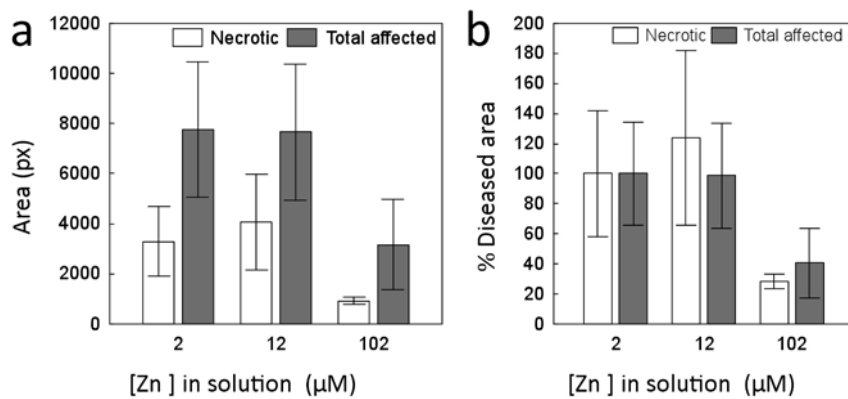 a
Necrotic Total affected
Area (px)
12000
10000
8000
6000
4000
2000
0
2 12 102
[Zn ] in solution (μM)
b
Necrotic Total affected
% Diseased area
200
180
160
140
120
100
80
60
40
20
0
2 12 102
[Zn ] in solution (μM)